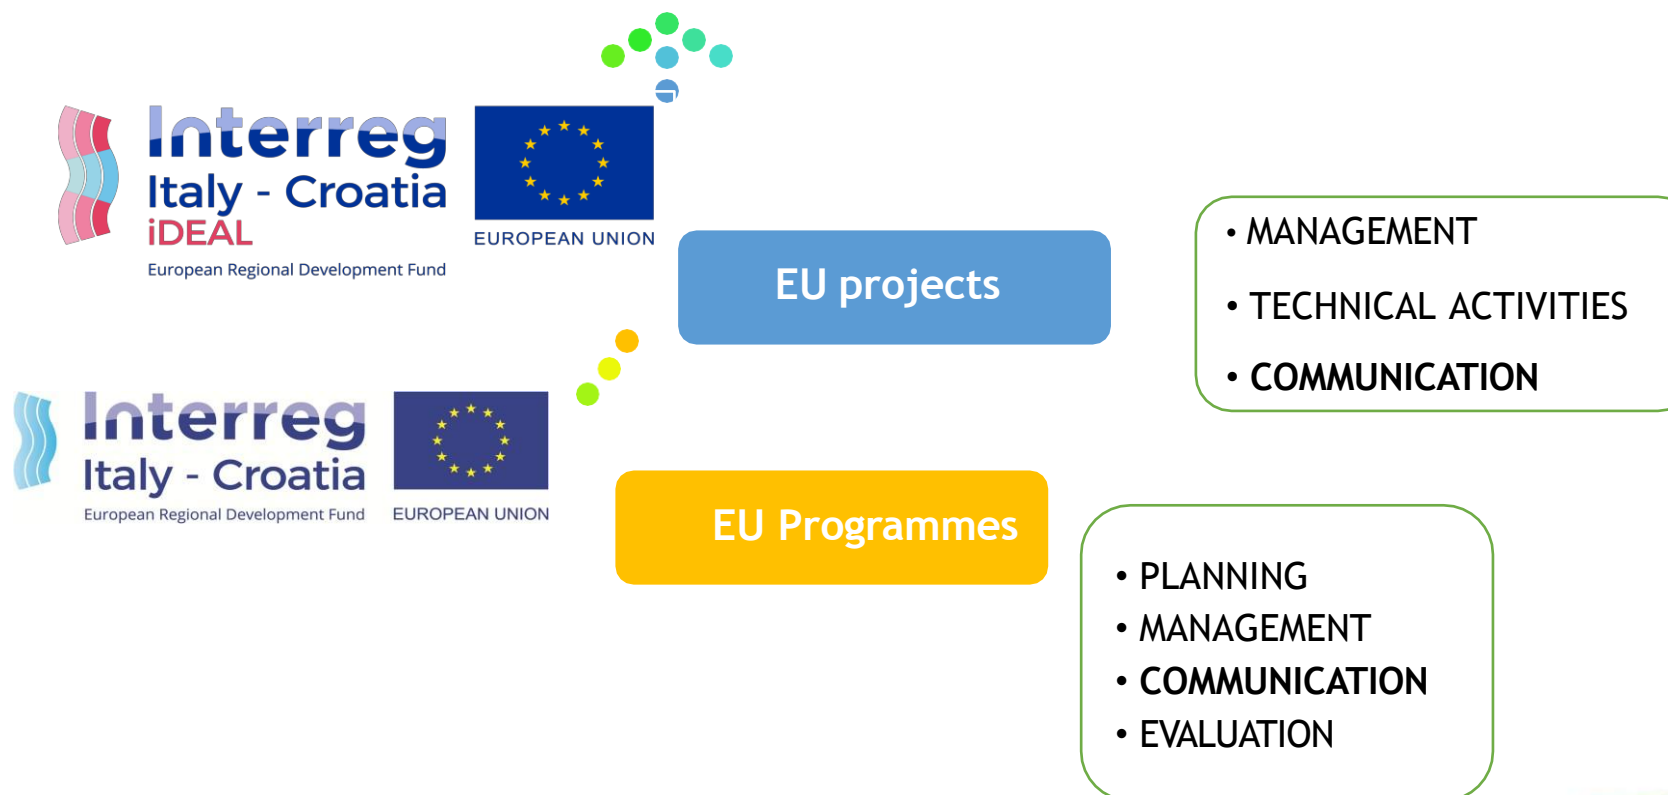 Interreg
Italy - Croatia
iDEAL
European Regional Development Fund
EUROPEAN UNION
EU projects
• MANAGEMENT
• TECHNICAL ACTIVITIES
• COMMUNICATION
Interreg
Italy - Croatia
European Regional Development Fund
EUROPEAN UNION
EU Programmes
• PLANNING
• MANAGEMENT
• COMMUNICATION
• EVALUATION